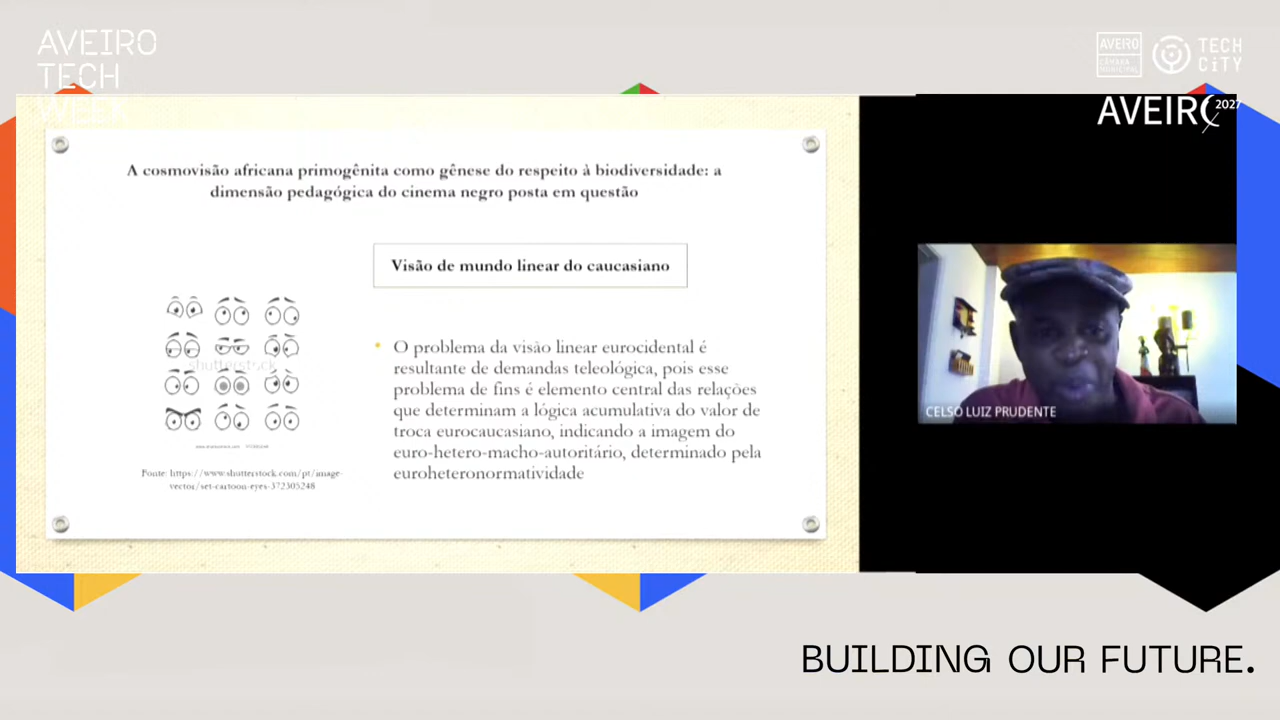 AVEIRO
TECH
WEEK
AVEIRO
CÂMARA
MUNICIPAL
TECH
CiTY
AVEIRO 2027
A cosmovisão africana primogênita como gênese do respeito à biodiversidade: a
dimensão pedagógica do cinema negro posta em questão
Visão de mundo linear do caucasiano
• O problema da visão linear eurocidental é
resultante de demandas teleológica, pois esse
problema de fins é elemento central das relações
que determinam a lógica acumulativa do valor de
troca eurocaucasiano, indicando a imagem do
euro-hetero-macho-autoritário, determinado pela
euroheteronormatividade
shutterstock
Fonte: https://www.shutterstock.com/pt/image-
vector/set-cartoon-eyes-372305248
CELSO LUIZ PRUDENTE
BUILDING OUR FUTURE.